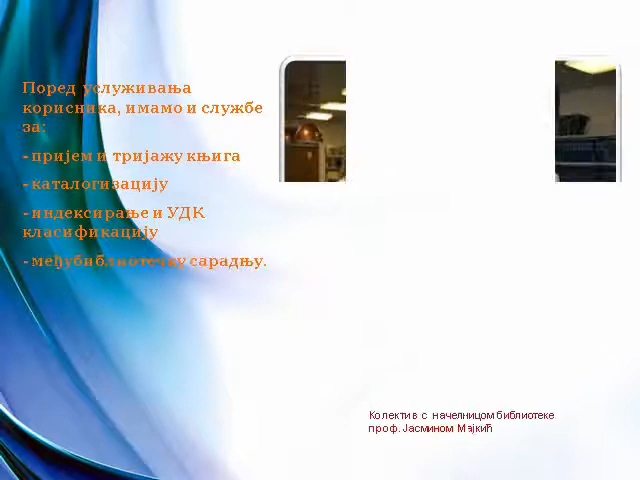 Поред услуживања
корисника, имамо и службе
за:
- пријем и тријажу књига
- каталогизацију
- индексирање и УДК
класификацију
- међубиблиотечку сарадњу.
Колектив с начелницом библиотеке
проф. Јасмином Мајкић